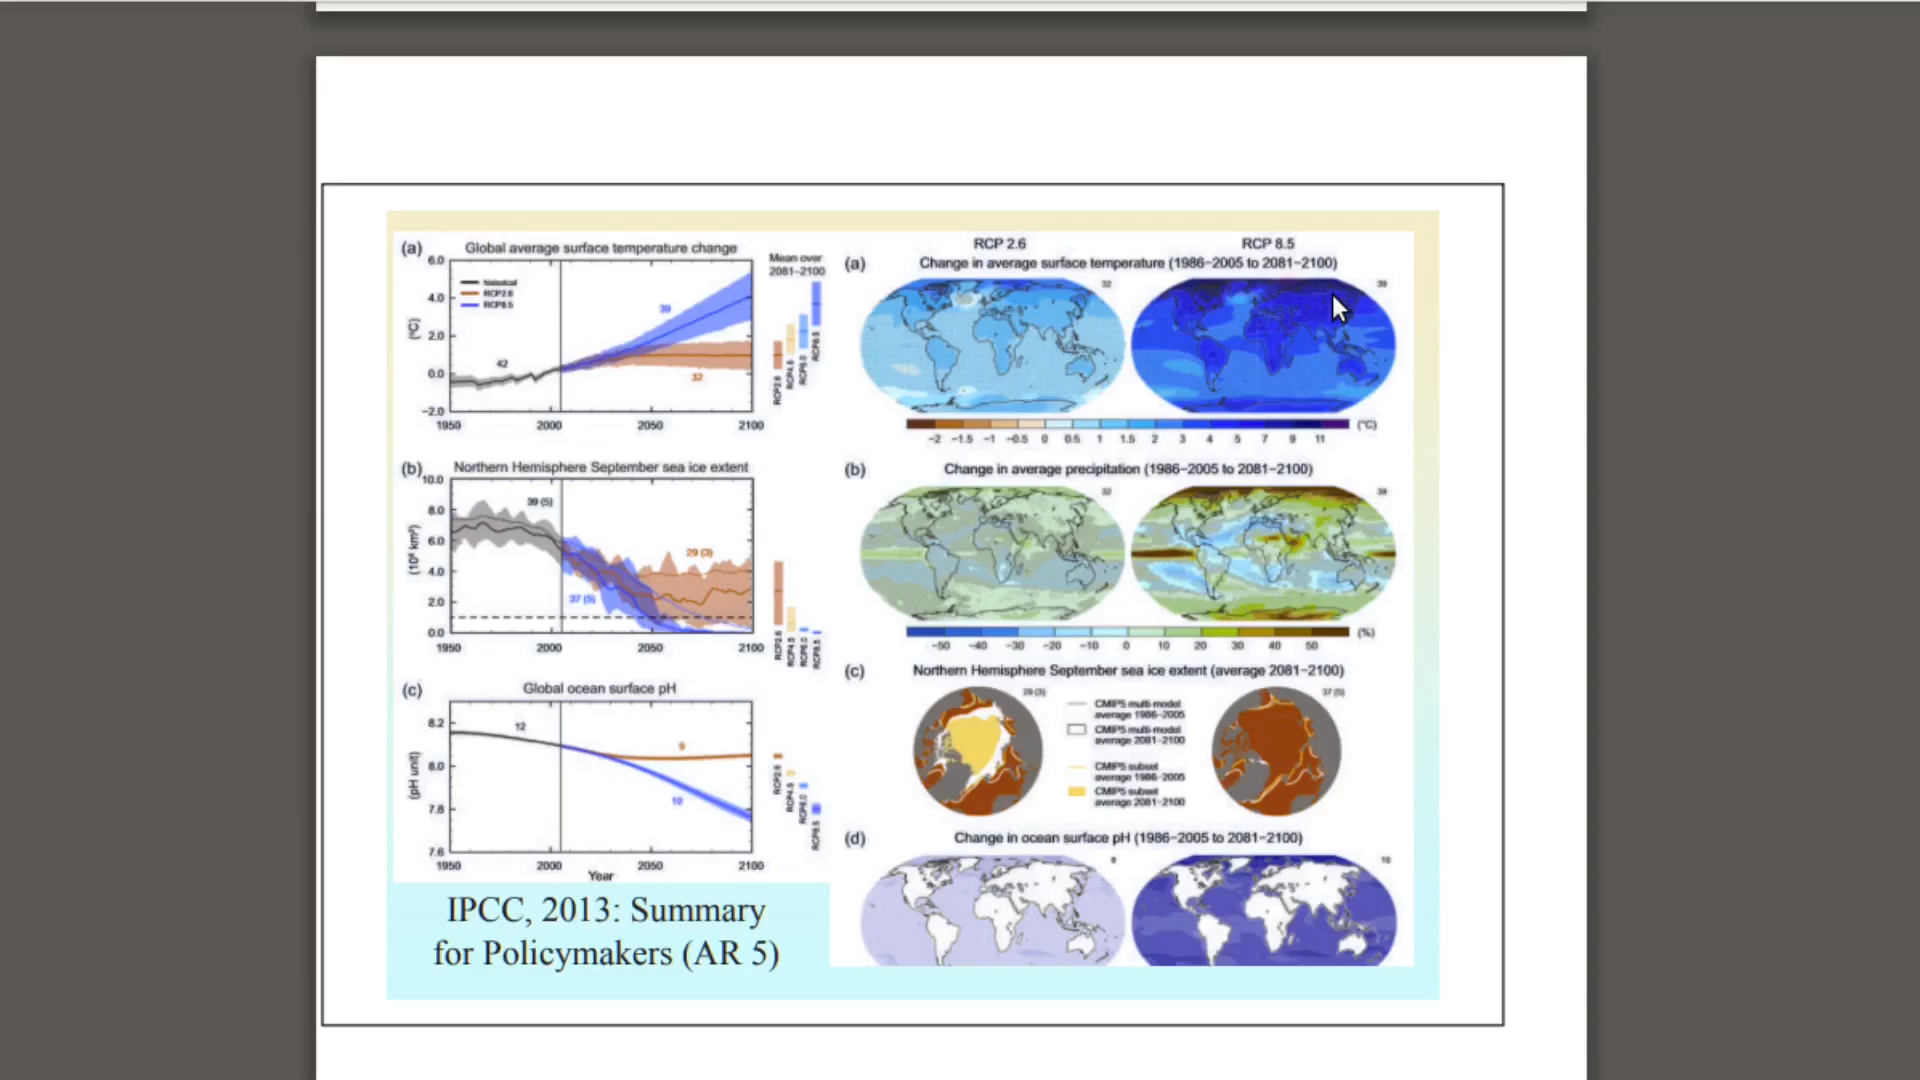 (a) Global average surface temperature change
Mean over
2081–2100
(°C)
6.0
4.0
2.0
0.0
−2.0
historical
RCP2.6
RCP8.5
42
39
32
1950 2000 2050 2100
RCP2.6
RCP4.5
RCP6.0
RCP8.5
(b) Northern Hemisphere September sea ice extent
(10⁶ km²)
10.0
8.0
6.0
4.0
2.0
0.0
39 (5)
29 (3)
37 (5)
1950 2000 2050 2100
RCP2.6
RCP4.5
RCP6.0
RCP8.5
(c) Global ocean surface pH
(pH unit)
8.2
8.0
7.8
7.6
12
9
10
1950 2000 2050 2100
Year
RCP2.6
RCP4.5
RCP6.0
RCP8.5
IPCC, 2013: Summary
for Policymakers (AR 5)
RCP 2.6 RCP 8.5
(a) Change in average surface temperature (1986−2005 to 2081−2100)
32 39
−2 −1.5 −1 −0.5 0 0.5 1 1.5 2 3 4 5 7 9 11 (°C)
(b) Change in average precipitation (1986−2005 to 2081−2100)
32 39
−50 −40 −30 −20 −10 0 10 20 30 40 50 (%)
(c) Northern Hemisphere September sea ice extent (average 2081−2100)
29 (3) 37 (5)
CMIP5 multi-model
average 1986−2005
CMIP5 multi-model
average 2081−2100
CMIP5 subset
average 1986−2005
CMIP5 subset
average 2081−2100
(d) Change in ocean surface pH (1986−2005 to 2081−2100)
9 10